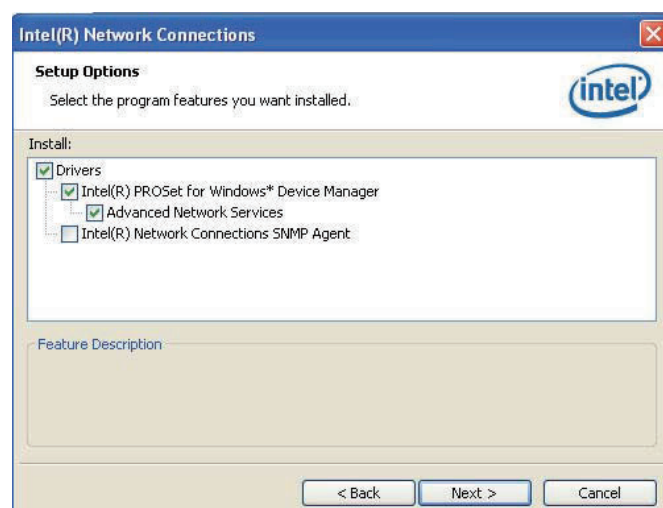 Intel(R) Network Connections
Setup Options
Select the program features you want installed.
intel
Install:
Drivers
Intel(R) PROSet for Windows* Device Manager
Advanced Network Services
Intel(R) Network Connections SNMP Agent
Feature Description
< Back
Next >
Cancel